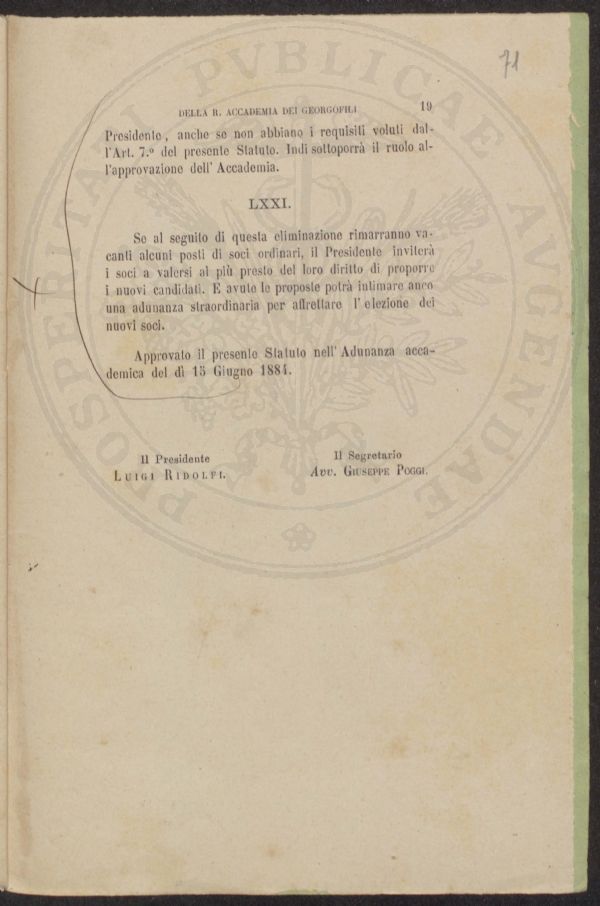 71
DELLA R. ACCADEMIA DEI GEORGOFILI 19
Presidente, anche se non abbiano i requisiti voluti dal-
l'Art. 7.º del presente Statuto. Indi sottoporrà il ruolo al-
l'approvazione dell' Accademia.
LXXI.
Se al seguito di questa eliminazione rimarranno va-
canti alcuni posti di soci ordinari, il Presidente inviterà
i soci a valersi al più presto del loro diritto di proporre
i nuovi candidati. E avute le proposte potrà intimare anco
una adunanza straordinaria per affrettare l' elezione dei
nuovi soci.
Approvato il presente Statuto nell' Adunanza acca-
demica del dì 15 Giugno 1884.
Il Presidente
LUIGI RIDOLFI.
Il Segretario
Avv. GIUSEPPE POGGI.
PROSPERITATI PVBLICAE AVGENDAE